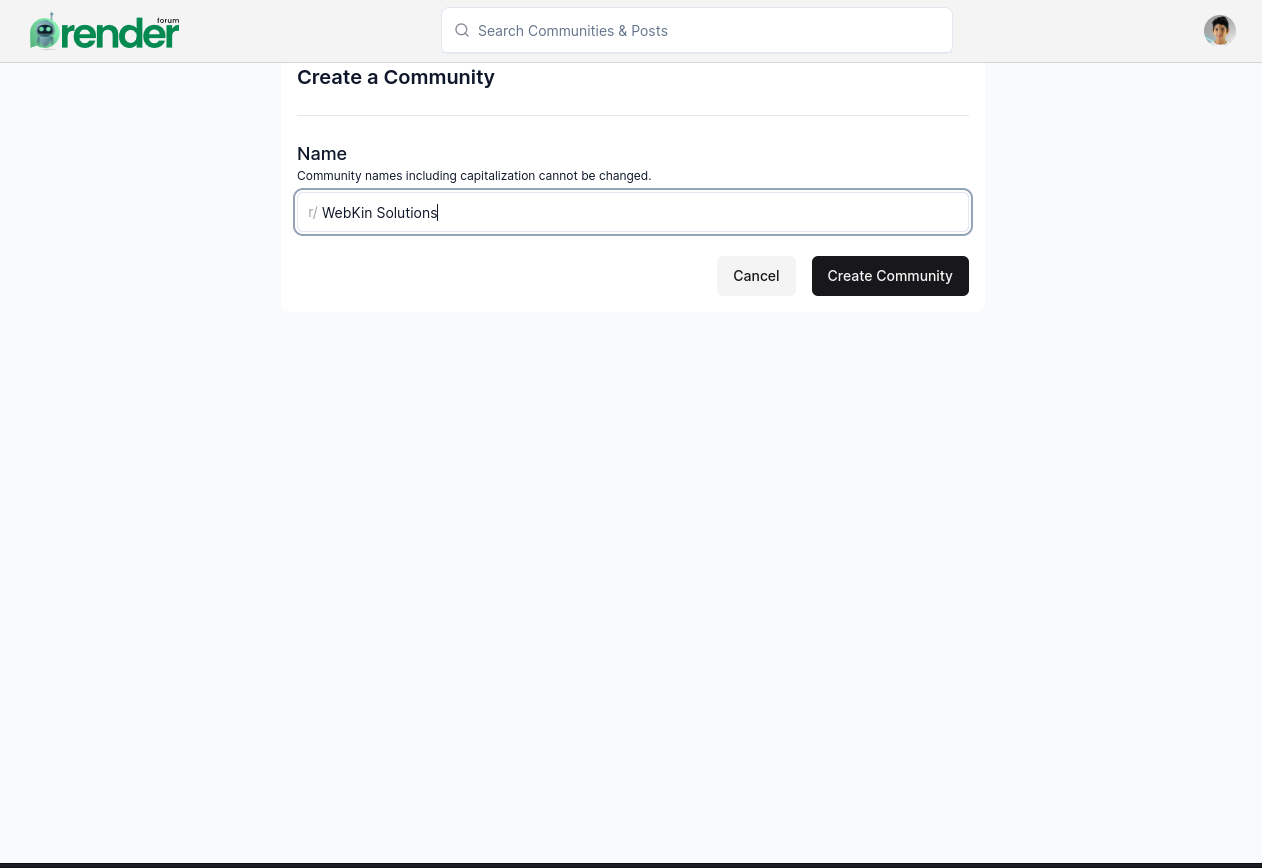 forum
render
Search Communities & Posts
Create a Community
Name
Community names including capitalization cannot be changed.
r/ WebKin Solutions
Cancel
Create Community